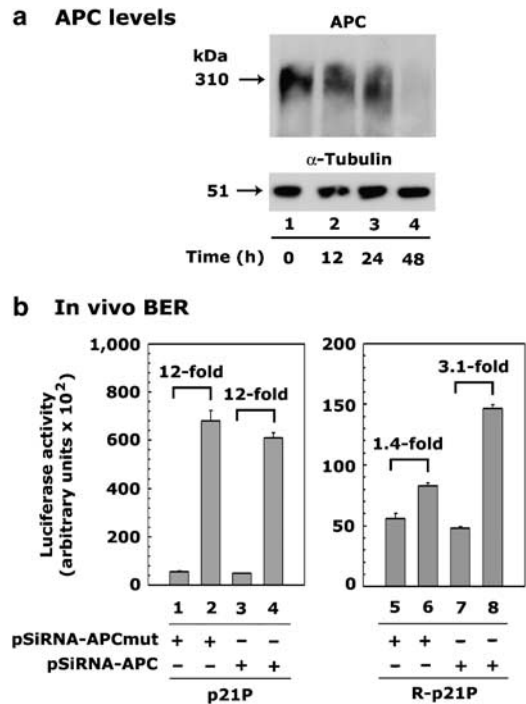 a APC levels
APC
kDa
310
α-Tubulin
51
1 2 3 4
Time (h) 0 12 24 48
b In vivo BER
Luciferase activity
(arbitrary units x 10²)
1,000
800
600
400
200
0
12-fold
12-fold
1 2 3 4
200
150
100
50
0
1.4-fold
3.1-fold
5 6 7 8
pSiRNA-APCmut + + – – + + – –
pSiRNA-APC – – + + – – + +
p21P
R-p21P